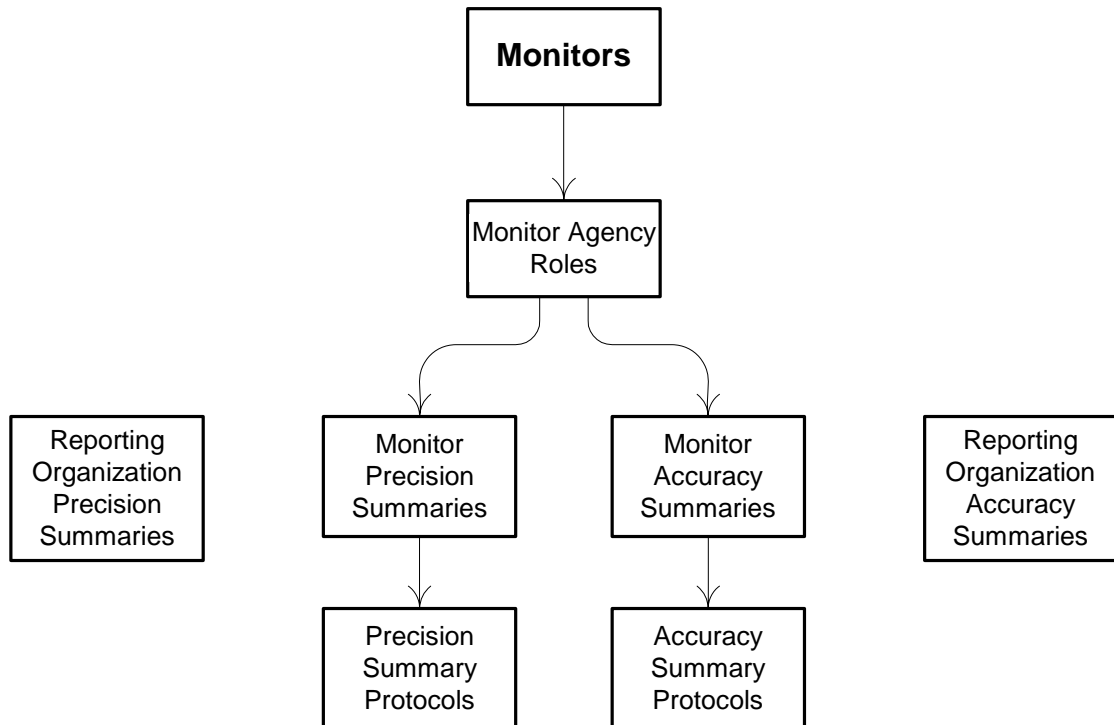 Monitors
Monitor Agency
Roles
Reporting
Organization
Precision
Summaries
Monitor
Precision
Summaries
Monitor
Accuracy
Summaries
Reporting
Organization
Accuracy
Summaries
Precision
Summary
Protocols
Accuracy
Summary
Protocols